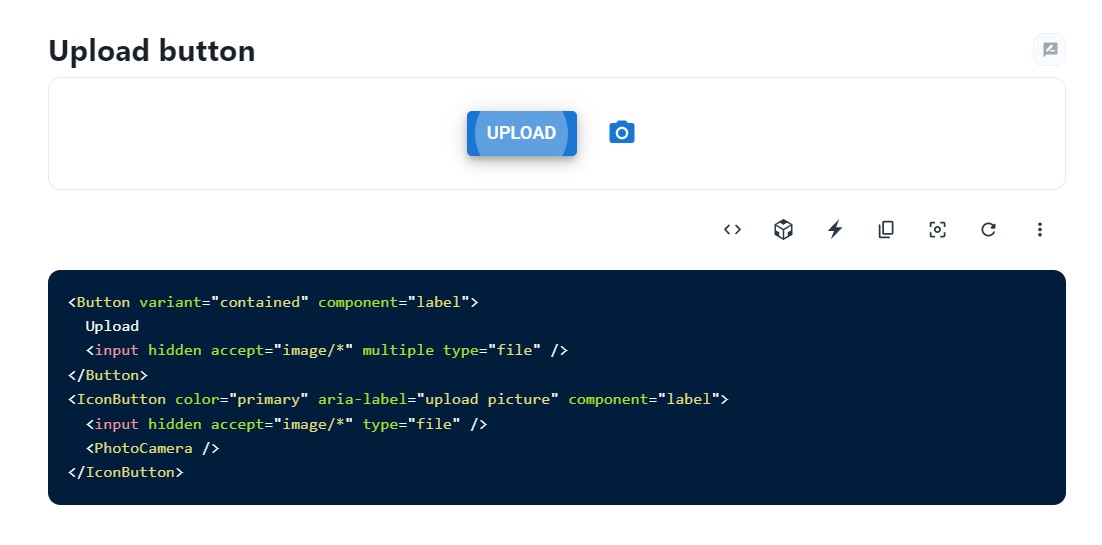 Upload button
UPLOAD
<Button variant="contained" component="label">
  Upload
  <input hidden accept="image/*" multiple type="file" />
</Button>
<IconButton color="primary" aria-label="upload picture" component="label">
  <input hidden accept="image/*" type="file" />
  <PhotoCamera />
</IconButton>